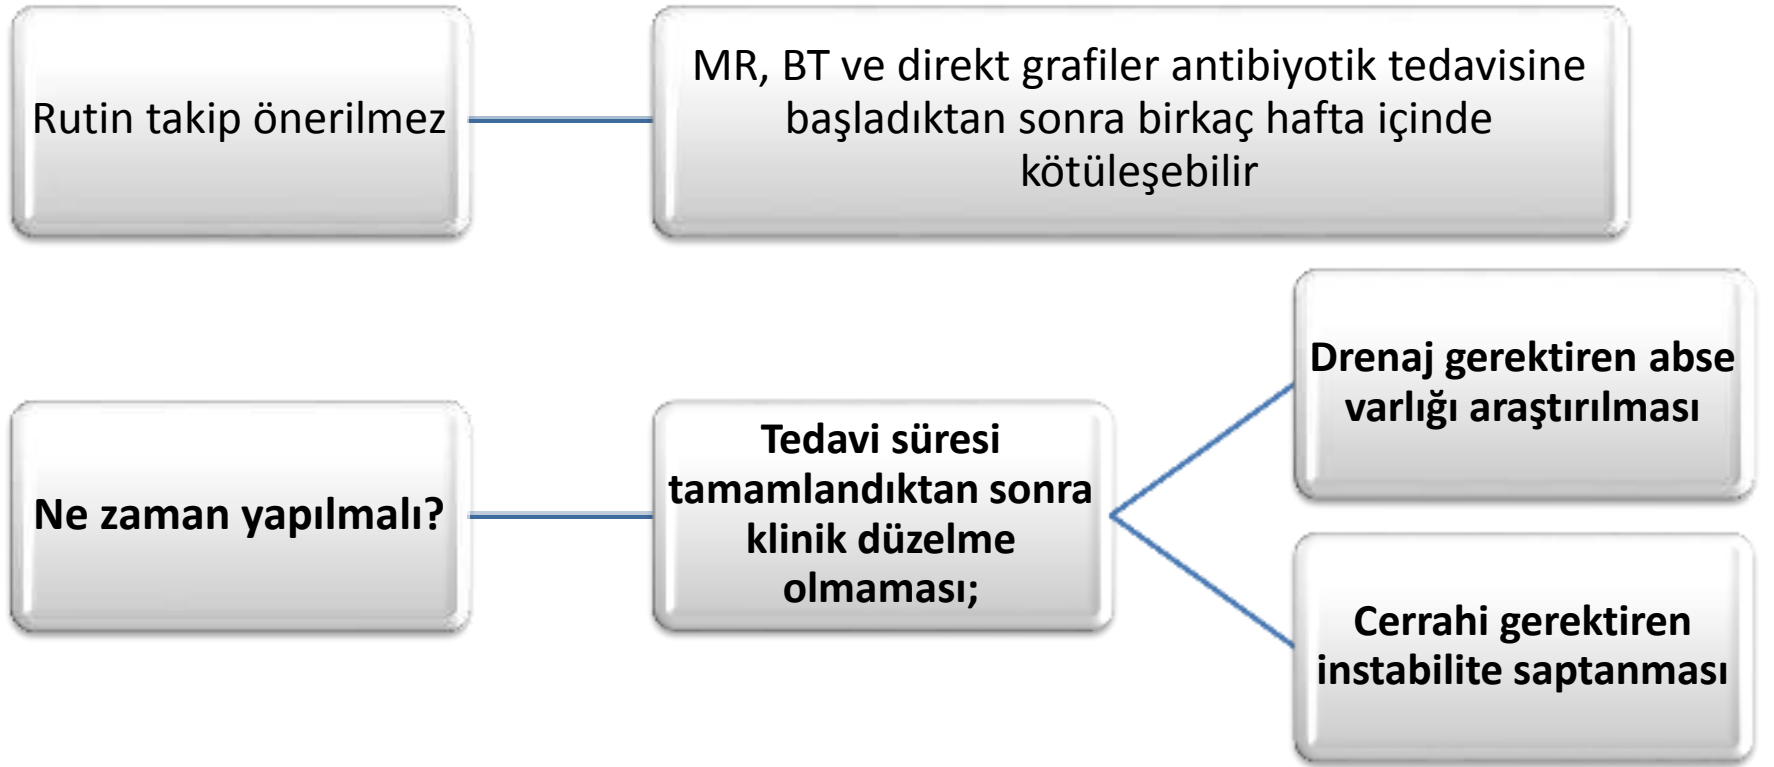 Rutin takip önerilmez
MR, BT ve direkt grafiler antibiyotik tedavisine
başladıktan sonra birkaç hafta içinde
kötüleşebilir
Ne zaman yapılmalı?
Tedavi süresi
tamamlandıktan sonra
klinik düzelme
olmaması;
Drenaj gerektiren abse
varlığı araştırılması
Cerrahi gerektiren
instabilite saptanması